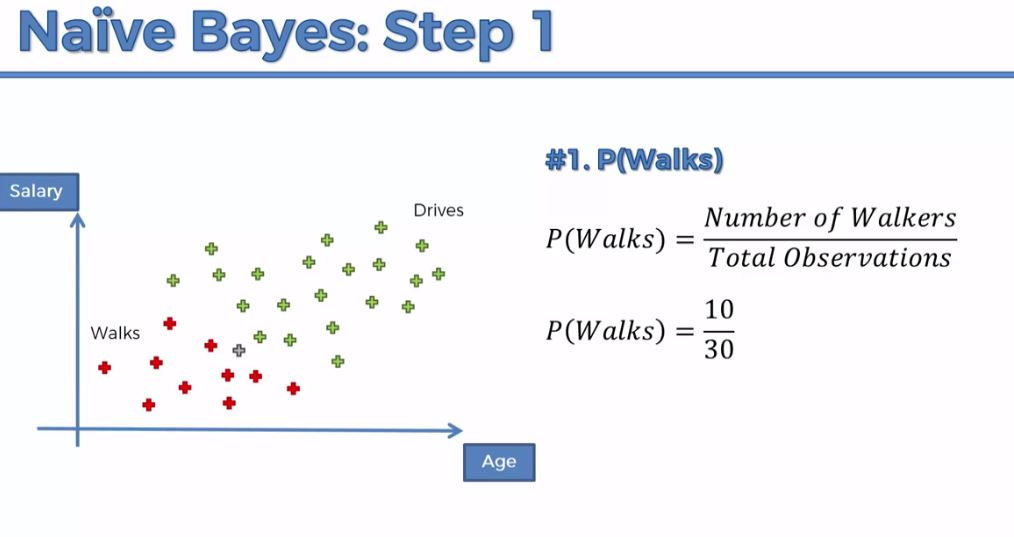 Naïve Bayes: Step 1
#1. P(Walks)
Salary
Drives
P(Walks) = Number of Walkers / Total Observations
Walks
P(Walks) = 10 / 30
Age